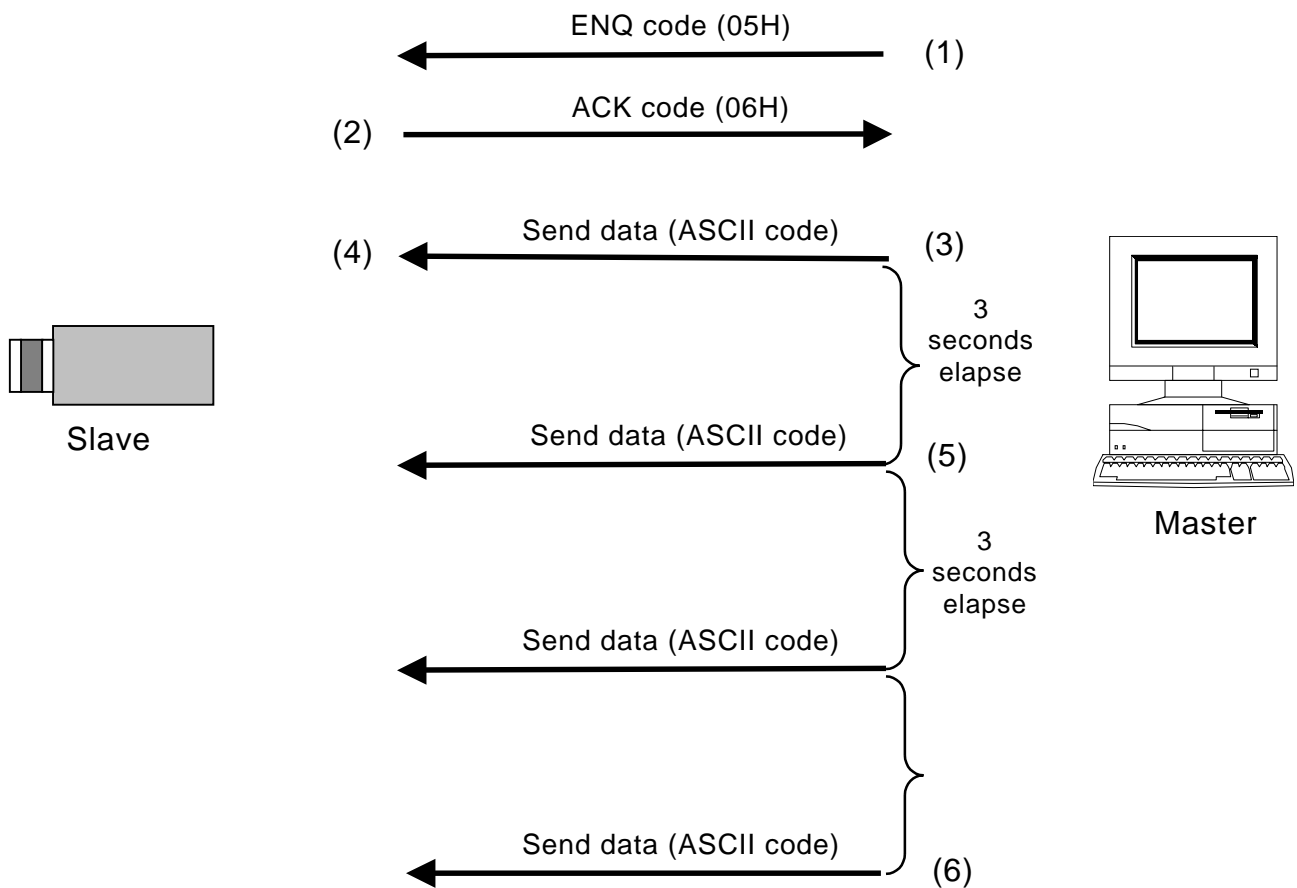 ENQ code (05H)
(1)
ACK code (06H)
(2)
Send data (ASCII code)
(3)
(4)
3
seconds
elapse
Slave
Send data (ASCII code)
(5)
Master
3
seconds
elapse
Send data (ASCII code)
Send data (ASCII code)
(6)